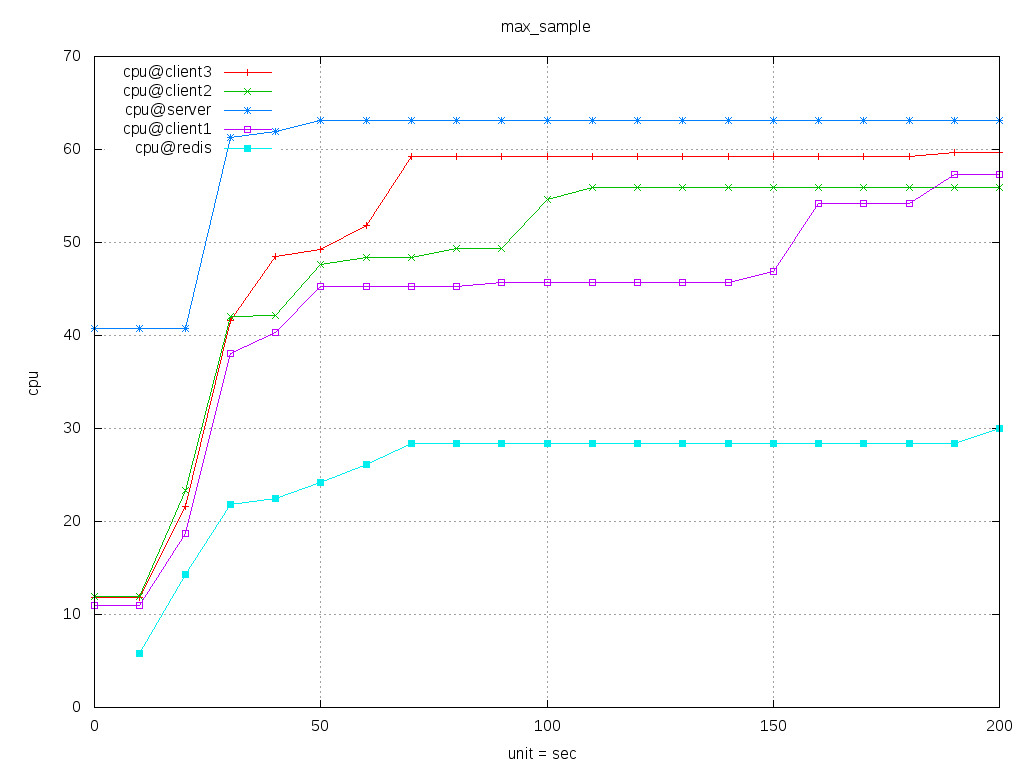 max_sample
70
60
50
40
30
20
10
0
cpu
cpu@client3
cpu@client2
cpu@server
cpu@client1
cpu@redis
0 50 100 150 200
unit = sec